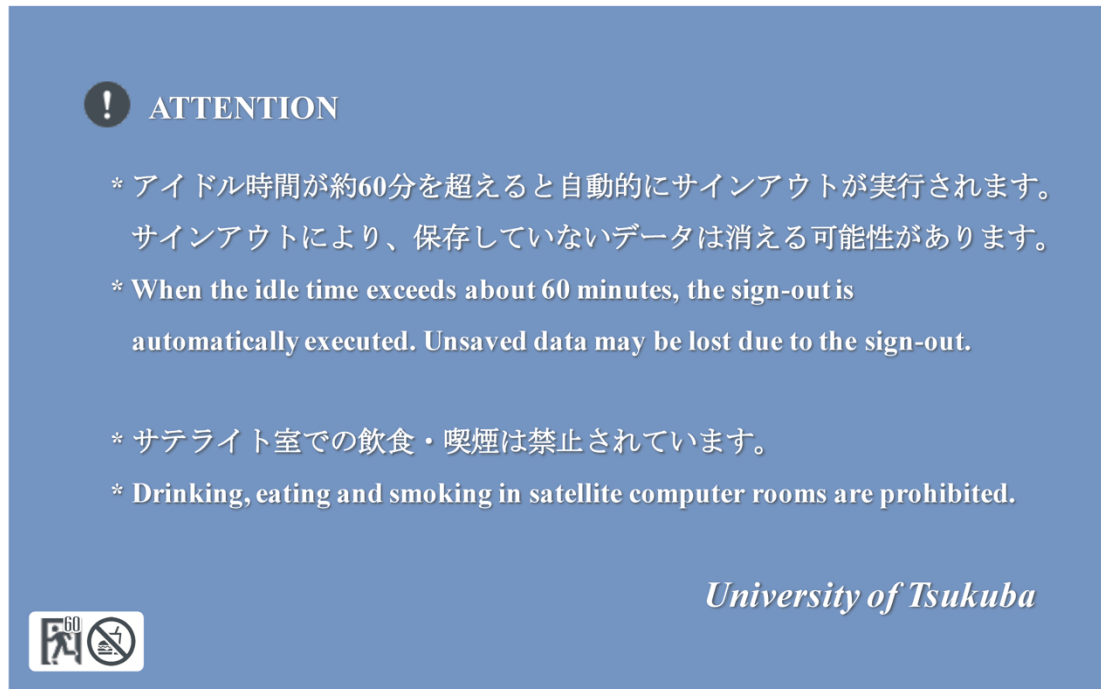 ! ATTENTION
* アイドル時間が約60分を超えると自動的にサインアウトが実行されます。
サインアウトにより、保存していないデータは消える可能性があります。
* When the idle time exceeds about 60 minutes, the sign-out is
automatically executed. Unsaved data may be lost due to the sign-out.
* サテライト室での飲食・喫煙は禁止されています。
* Drinking, eating and smoking in satellite computer rooms are prohibited.
University of Tsukuba
60